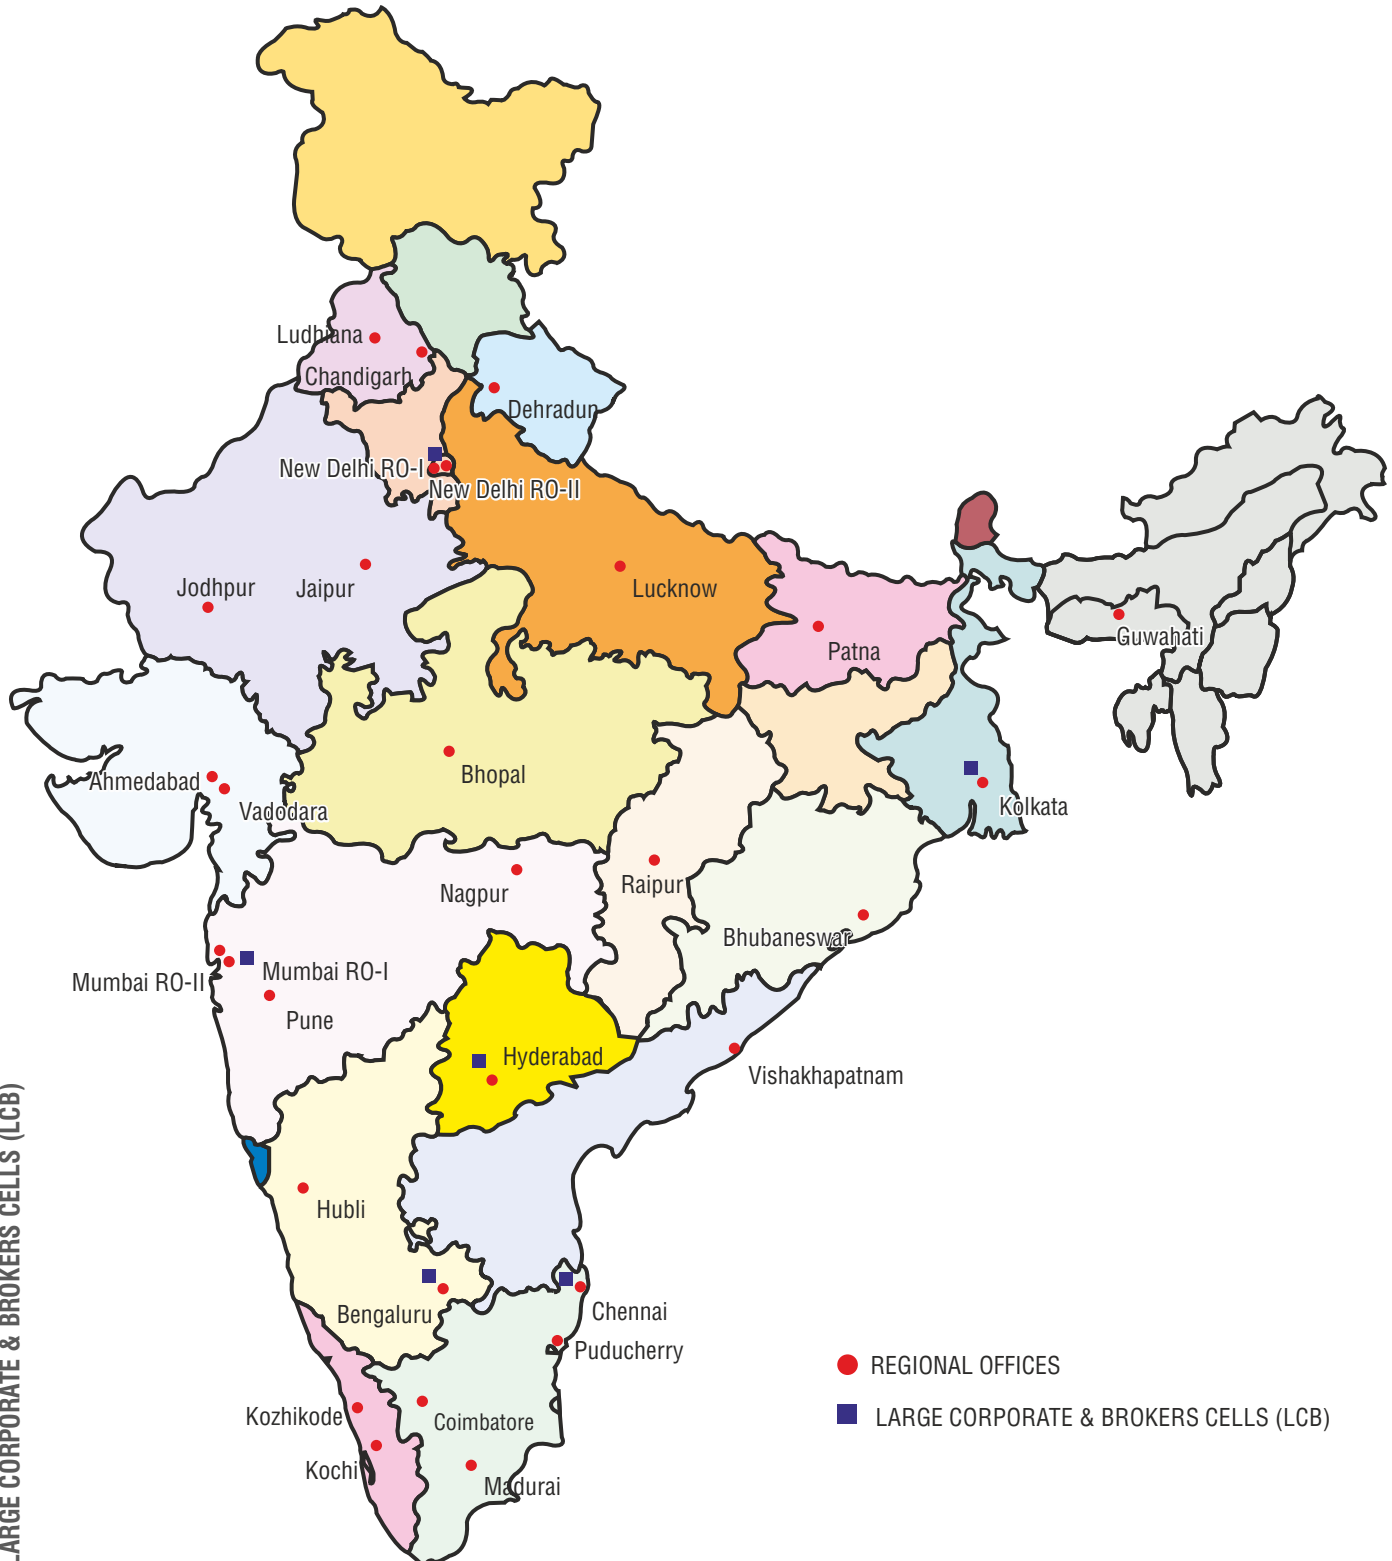 Ludhiana
Chandigarh
Dehradun
New Delhi RO-I
New Delhi RO-II
Jodhpur
Jaipur
Lucknow
Guwahati
Patna
Ahmedabad
Bhopal
Vadodara
Kolkata
Nagpur
Raipur
Bhubaneswar
Mumbai RO-II
Mumbai RO-I
Pune
Hyderabad
Vishakhapatnam
Hubli
Bengaluru
Chennai
Puducherry
Kozhikode
Coimbatore
Kochi
Madurai
REGIONAL OFFICES
LARGE CORPORATE & BROKERS CELLS (LCB)
LARGE CORPORATE & BROKERS CELLS (LCB)